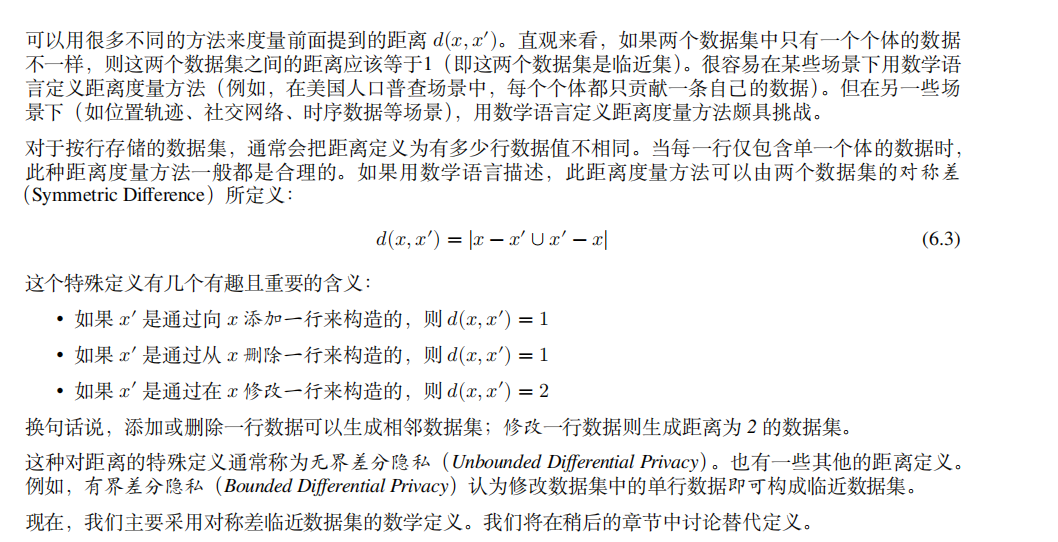 可以用很多不同的方法来度量前面提到的距离 d(x, x′)。直观来看，如果两个数据集中只有一个个体的数据
不一样，则这两个数据集之间的距离应该等于1（即这两个数据集是临近集）。很容易在某些场景下用数学语
言定义距离度量方法（例如，在美国人口普查场景中，每个个体都只贡献一条自己的数据）。但在另一些场
景下（如位置轨迹、社交网络、时序数据等场景），用数学语言定义距离度量方法颇具挑战。
对于按行存储的数据集，通常会把距离定义为有多少行数据值不相同。当每一行仅包含单一个体的数据时，
此种距离度量方法一般都是合理的。如果用数学语言描述，此距离度量方法可以由两个数据集的对称差
（Symmetric Difference）所定义：
d(x, x′) = |x − x′ ∪ x′ − x| (6.3)
这个特殊定义有几个有趣且重要的含义：
• 如果 x′ 是通过向 x 添加一行来构造的，则 d(x, x′) = 1
• 如果 x′ 是通过从 x 删除一行来构造的，则 d(x, x′) = 1
• 如果 x′ 是通过在 x 修改一行来构造的，则 d(x, x′) = 2
换句话说，添加或删除一行数据可以生成相邻数据集；修改一行数据则生成距离为 2 的数据集。
这种对距离的特殊定义通常称为无界差分隐私（Unbounded Differential Privacy）。也有一些其他的距离定义。
例如，有界差分隐私（Bounded Differential Privacy）认为修改数据集中的单行数据即可构成临近数据集。
现在，我们主要采用对称差临近数据集的数学定义。我们将在稍后的章节中讨论替代定义。